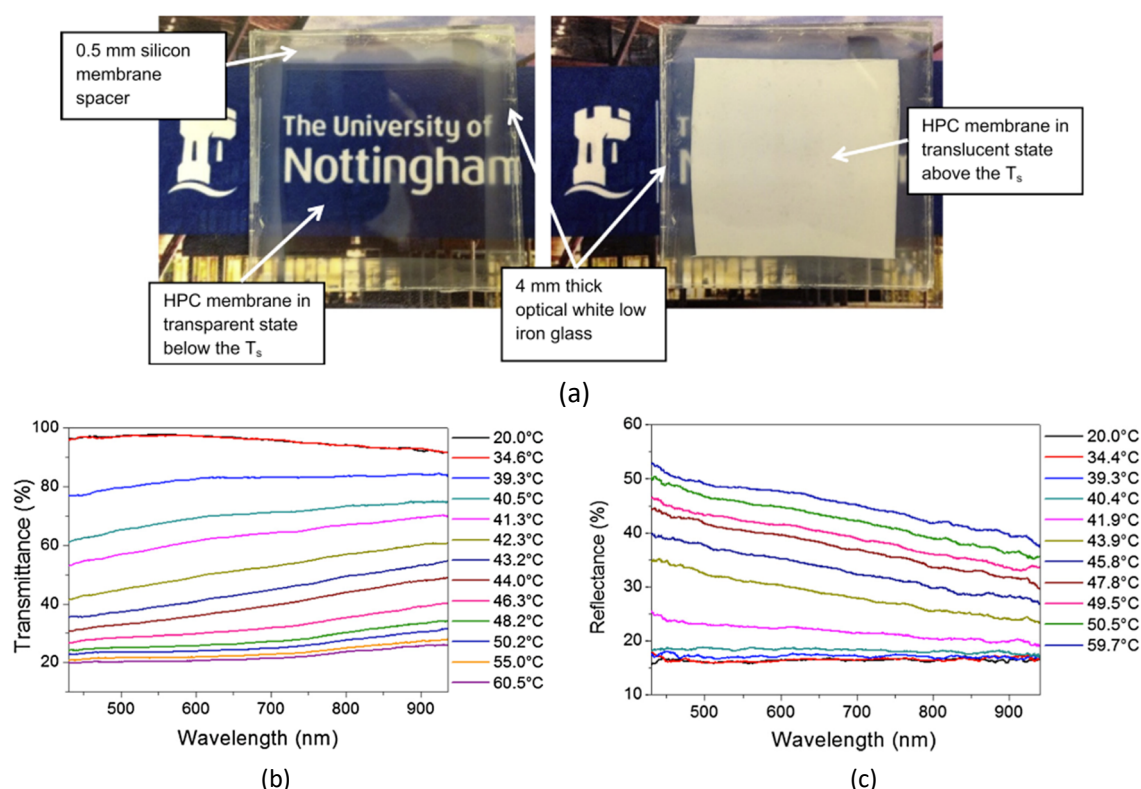 0.5 mm silicon
membrane
spacer
The University of
Nottingham
HPC membrane in
translucent state
above the Tₛ
HPC membrane in
transparent state
below the Tₛ
4 mm thick
optical white low
iron glass
(a)
Transmittance (%)
100
80
60
40
20
500 600 700 800 900
Wavelength (nm)
20.0°C
34.6°C
39.3°C
40.5°C
41.3°C
42.3°C
43.2°C
44.0°C
46.3°C
48.2°C
50.2°C
55.0°C
60.5°C
(b)
Reflectance (%)
60
50
40
30
20
10
500 600 700 800 900
Wavelength (nm)
20.0°C
34.4°C
39.3°C
40.4°C
41.9°C
43.9°C
45.8°C
47.8°C
49.5°C
50.5°C
59.7°C
(c)